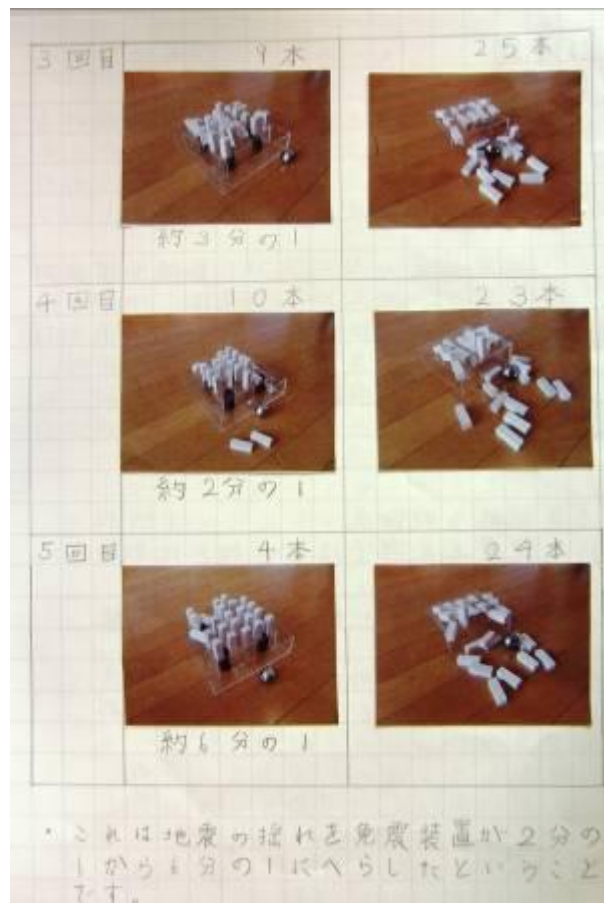 3回目 9本 25本
約3分の1
4回目 10本 23本
約2分の1
5回目 4本 24本
約6分の1
・これは地震の揺れを免震装置が2分の
1から6分の1にへらしたということ
です。